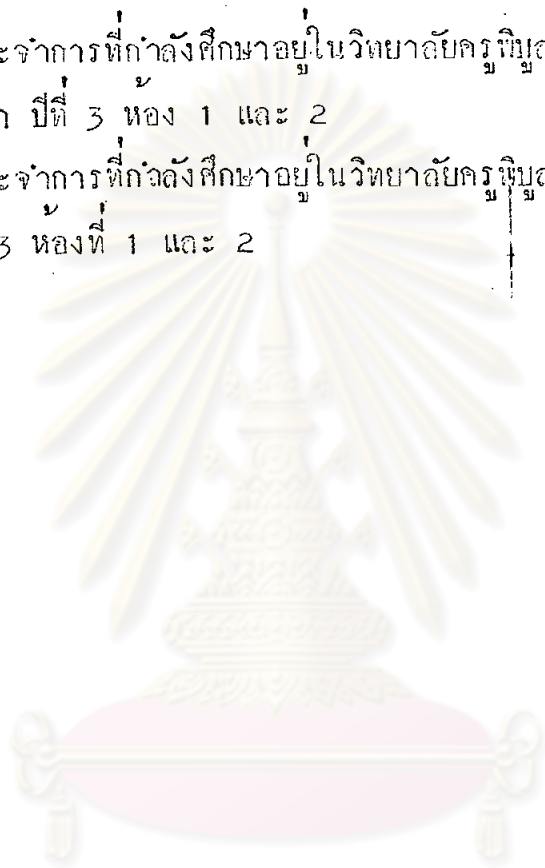 ะจำการที่กำลังศึกษาอยู่ในวิทยาลัยครูพิบูล
ก ปีที่ 3 ห้อง 1 และ 2
ะจำการที่กำลังศึกษาอยู่ในวิทยาลัยครูพิบูล
3 ห้องที่ 1 และ 2